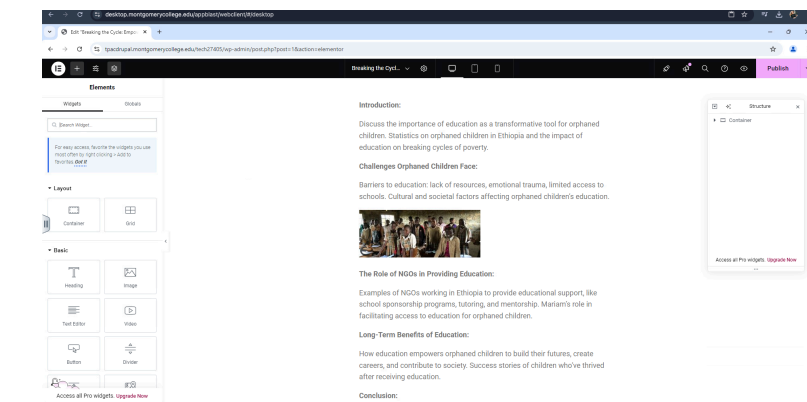 desktop.montgomerycollege.edu/appblast/webclient/#/desktop
Edit "Breaking the Cycle: Empo
tpacdrupal.montgomerycollege.edu/tech27405/wp-admin/post.php?post=18action=elementor
Breaking the Cycl...
Publish
Elements
Widgets Globals
Search Widget...
For easy access, favorite the widgets you use
most often by right clicking > Add to
favorites. Got it
Layout
Container Grid
Basic
Heading Image
Text Editor Video
Button Divider
Access all Pro widgets. Upgrade Now
Introduction:
Discuss the importance of education as a transformative tool for orphaned
children. Statistics on orphaned children in Ethiopia and the impact of
education on breaking cycles of poverty.
Challenges Orphaned Children Face:
Barriers to education: lack of resources, emotional trauma, limited access to
schools. Cultural and societal factors affecting orphaned children's education.
The Role of NGOs in Providing Education:
Examples of NGOs working in Ethiopia to provide educational support, like
school sponsorship programs, tutoring, and mentorship. Mariam's role in
facilitating access to education for orphaned children.
Long-Term Benefits of Education:
How education empowers orphaned children to build their futures, create
careers, and contribute to society. Success stories of children who've thrived
after receiving education.
Conclusion:
Structure
Container
Access all Pro widgets. Upgrade Now